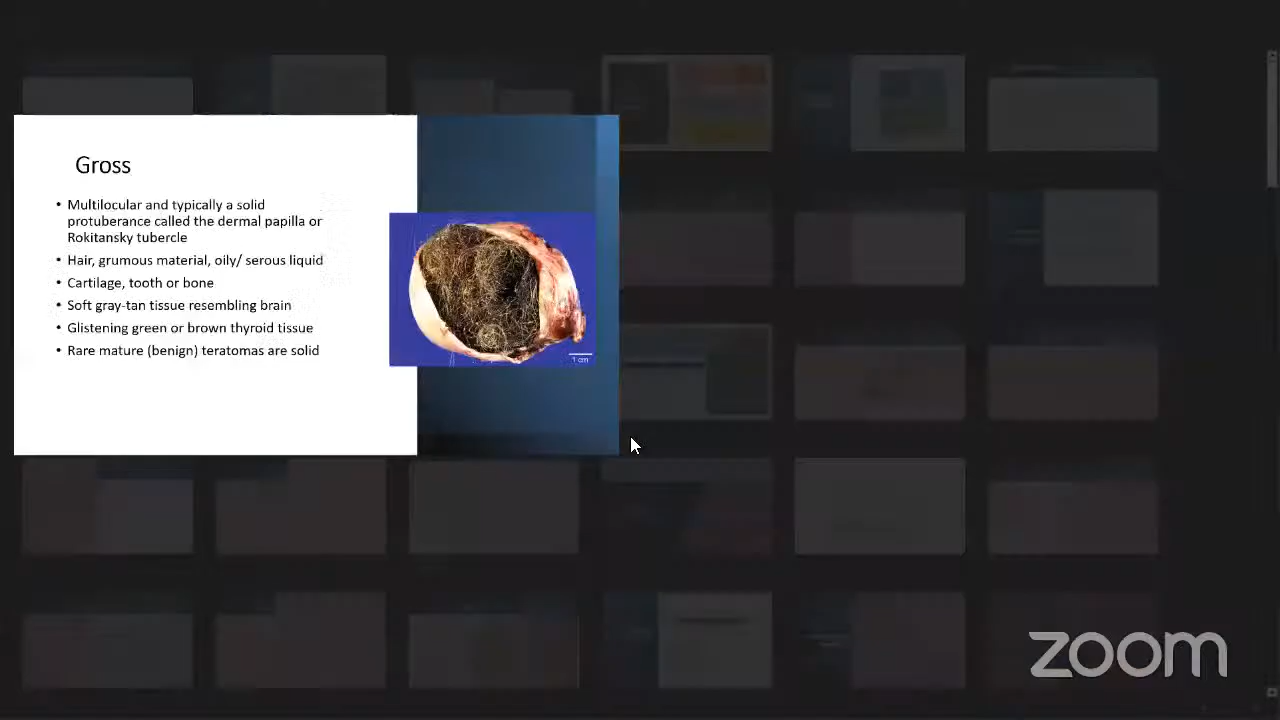 Gross
• Multilocular and typically a solid
protuberance called the dermal papilla or
Rokitansky tubercle
• Hair, grumous material, oily/ serous liquid
• Cartilage, tooth or bone
• Soft gray-tan tissue resembling brain
• Glistening green or brown thyroid tissue
• Rare mature (benign) teratomas are solid
1 cm
zoom